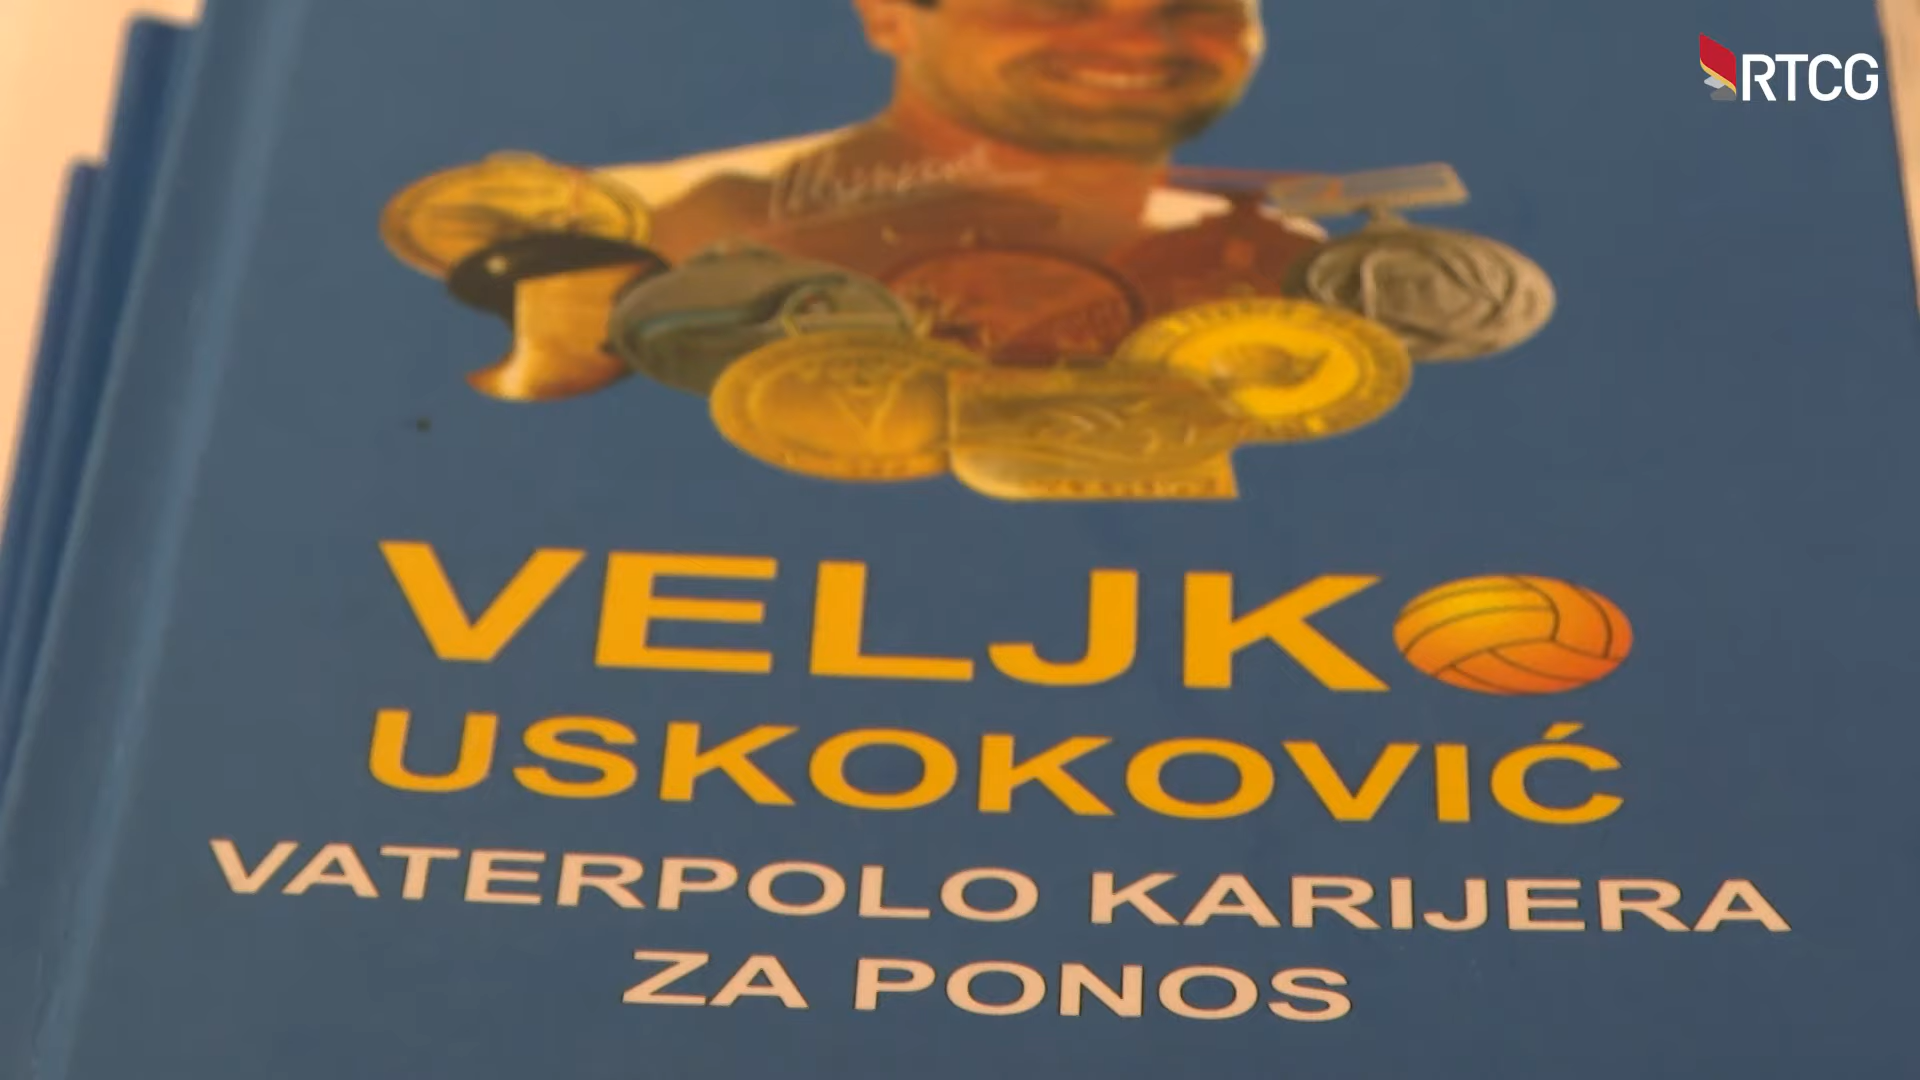 RTCG
VELJKO
USKOKOVIĆ
VATERPOLO KARIJERA
ZA PONOS